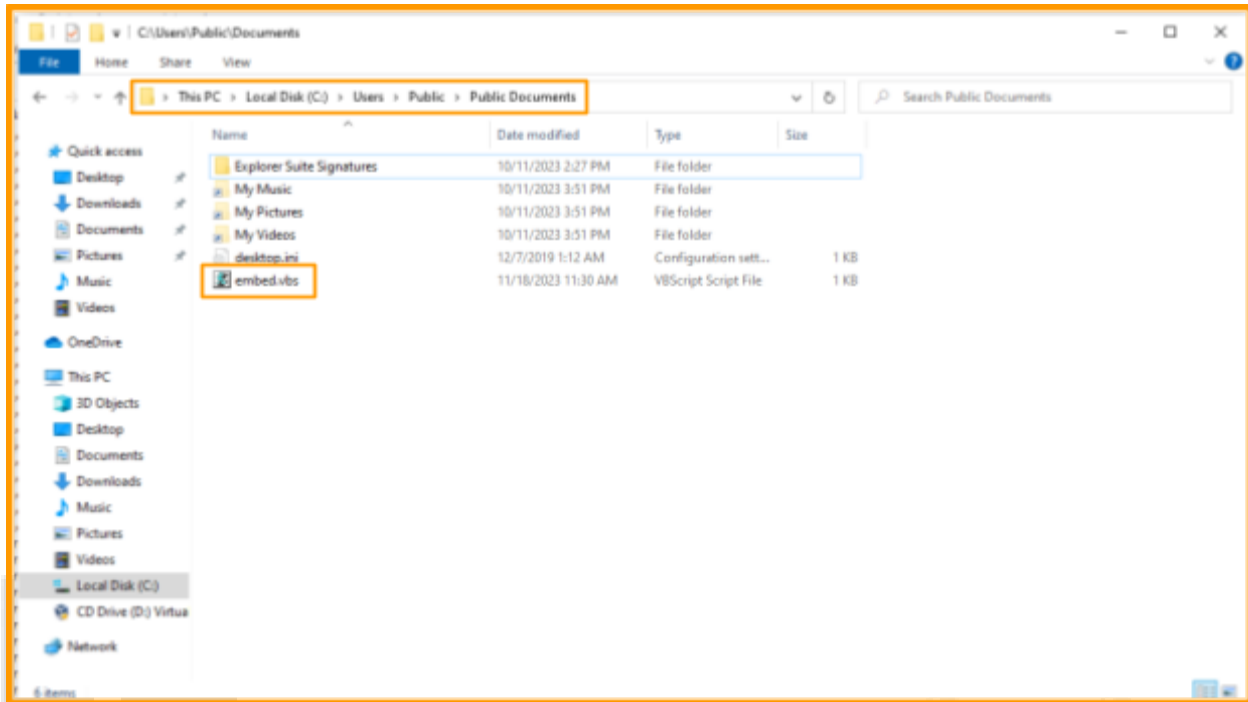 C:\Users\Public\Documents
File Home Share View
This PC > Local Disk (C:) > Users > Public > Public Documents
Search Public Documents
Name Date modified Type Size
Quick access
Desktop
Downloads
Documents
Pictures
Music
Videos
OneDrive
This PC
3D Objects
Desktop
Documents
Downloads
Music
Pictures
Videos
Local Disk (C:)
CD Drive (D:) Virtua
Network
Explorer Suite Signatures 10/11/2023 2:27 PM File folder
My Music 10/11/2023 3:51 PM File folder
My Pictures 10/11/2023 3:51 PM File folder
My Videos 10/11/2023 3:51 PM File folder
desktop.ini 12/7/2019 1:12 AM Configuration sett... 1 KB
embed.vbs 11/18/2023 11:30 AM VBScript Script File 1 KB
6 items